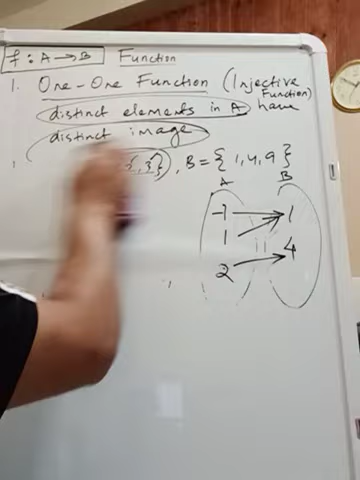 f : A → B Function
1. One-One Function (Injective Function)
distinct elements in A have
distinct image
, 3}, B = {1, 4, 9}
A B
-1 1
1 4
2